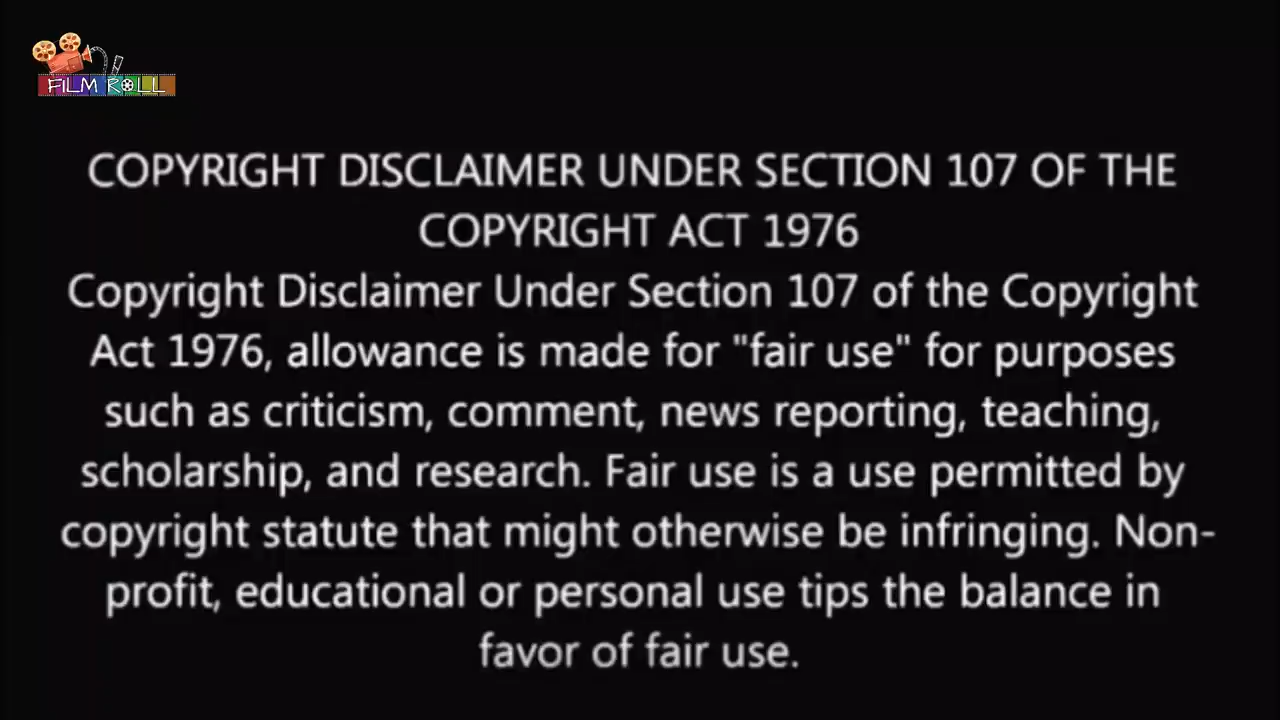 FILM ROLL
COPYRIGHT DISCLAIMER UNDER SECTION 107 OF THE
COPYRIGHT ACT 1976
Copyright Disclaimer Under Section 107 of the Copyright
Act 1976, allowance is made for "fair use" for purposes
such as criticism, comment, news reporting, teaching,
scholarship, and research. Fair use is a use permitted by
copyright statute that might otherwise be infringing. Non-
profit, educational or personal use tips the balance in
favor of fair use.